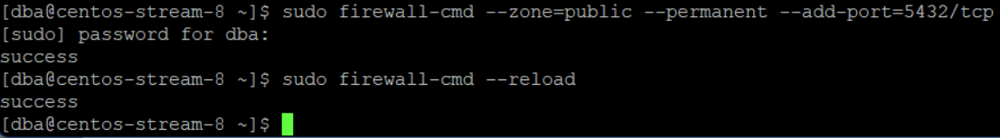 [dba@centos-stream-8 ~]$ sudo firewall-cmd --zone=public --permanent --add-port=5432/tcp
[sudo] password for dba:
success
[dba@centos-stream-8 ~]$ sudo firewall-cmd --reload
success
[dba@centos-stream-8 ~]$